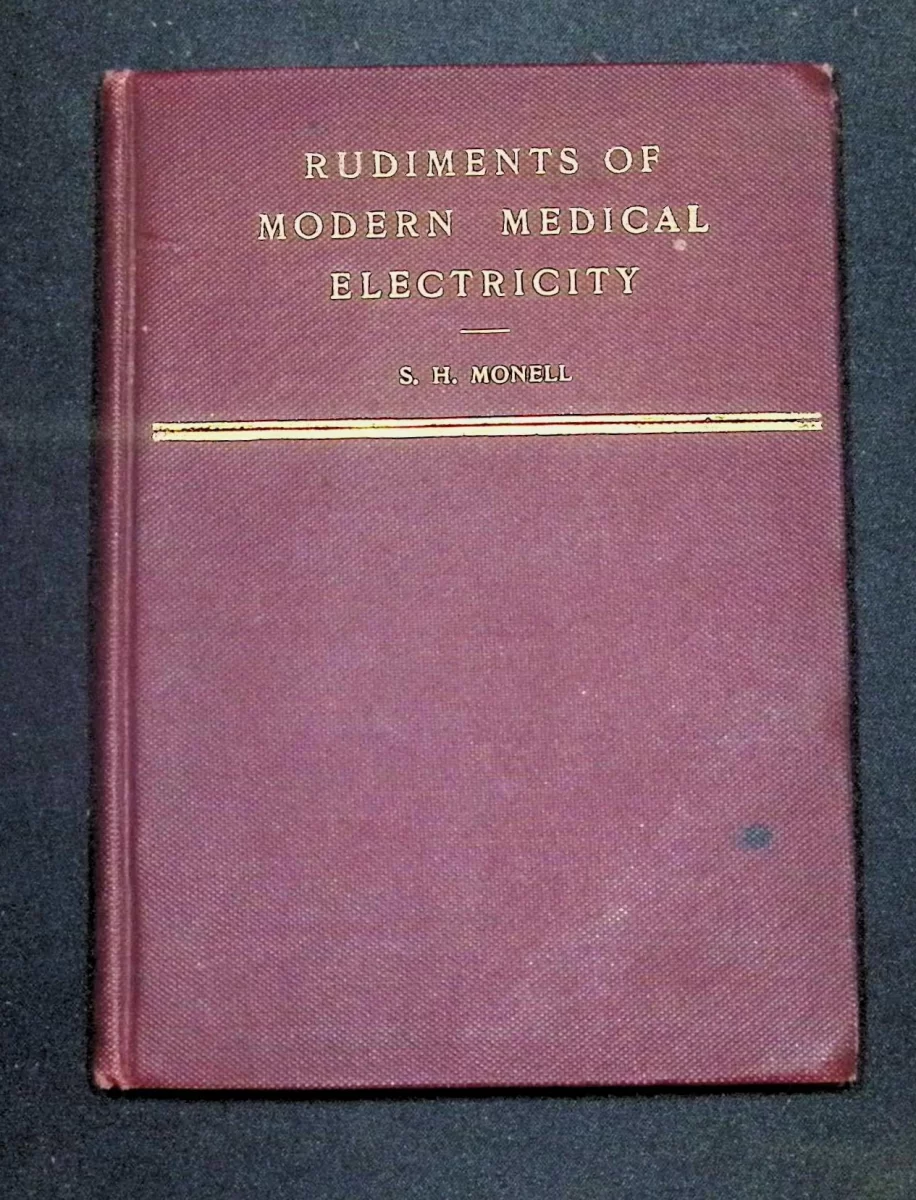 RUDIMENTS OF
MODERN MEDICAL
ELECTRICITY
S. H. MONELL